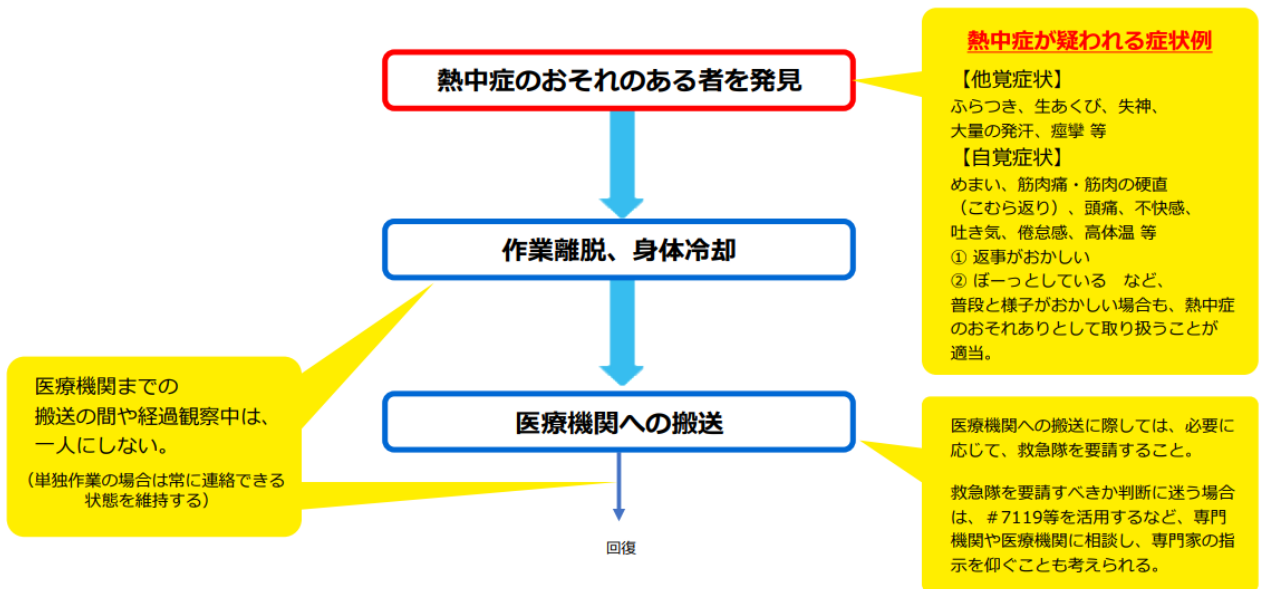 熱中症のおそれのある者を発見
熱中症が疑われる症状例
【他覚症状】
ふらつき、生あくび、失神、
大量の発汗、痙攣 等
【自覚症状】
めまい、筋肉痛・筋肉の硬直
（こむら返り）、頭痛、不快感、
吐き気、倦怠感、高体温 等
① 返事がおかしい
② ぼーっとしている　など、
普段と様子がおかしい場合も、熱中症
のおそれありとして取り扱うことが
適当。
作業離脱、身体冷却
医療機関までの
搬送の間や経過観察中は、
一人にしない。
（単独作業の場合は常に連絡できる
状態を維持する）
医療機関への搬送
医療機関への搬送に際しては、必要に
応じて、救急隊を要請すること。
救急隊を要請すべきか判断に迷う場合
は、＃7119等を活用するなど、専門
機関や医療機関に相談し、専門家の指
示を仰ぐことも考えられる。
回復